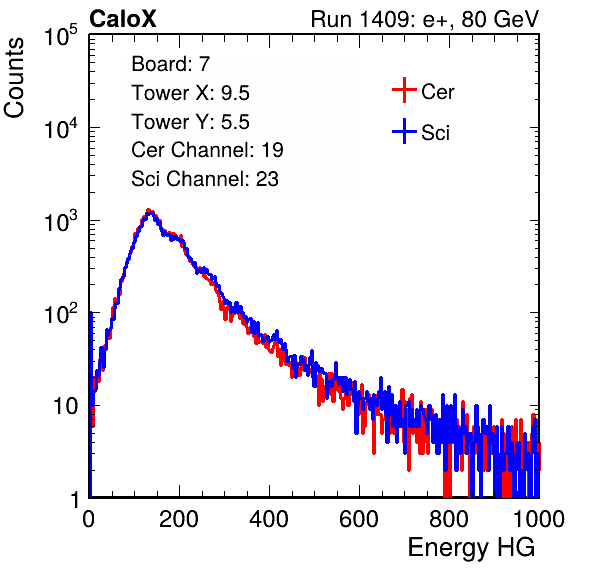 CaloX Run 1409: e+, 80 GeV
Counts
10^5
10^4
10^3
10^2
10
1
Board: 7
Tower X: 9.5
Tower Y: 5.5
Cer Channel: 19
Sci Channel: 23
Cer
Sci
0 200 400 600 800 1000
Energy HG